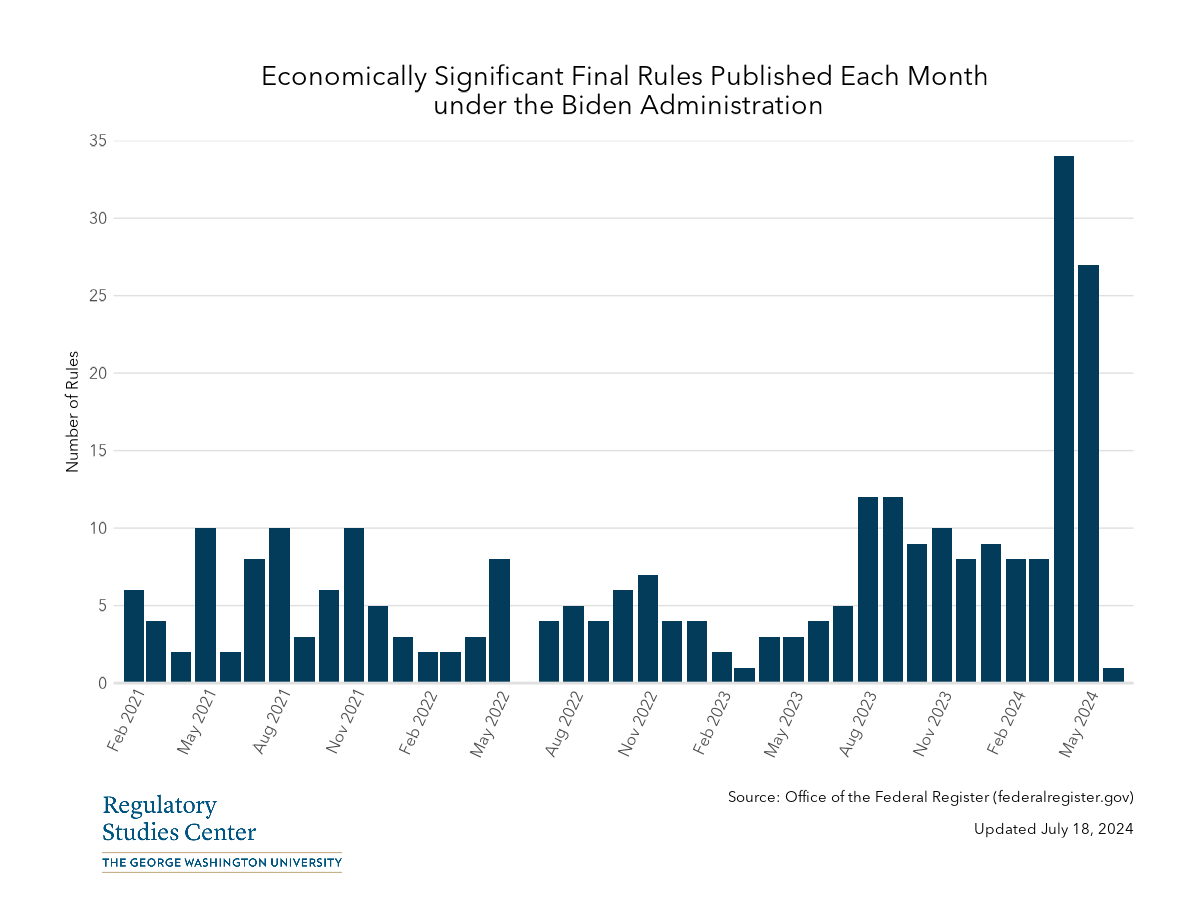 Economically Significant Final Rules Published Each Month
under the Biden Administration
Number of Rules
35
30
25
20
15
10
5
0
Feb 2021
May 2021
Aug 2021
Nov 2021
Feb 2022
May 2022
Aug 2022
Nov 2022
Feb 2023
May 2023
Aug 2023
Nov 2023
Feb 2024
May 2024
Regulatory
Studies Center
THE GEORGE WASHINGTON UNIVERSITY
Source: Office of the Federal Register (federalregister.gov)
Updated July 18, 2024